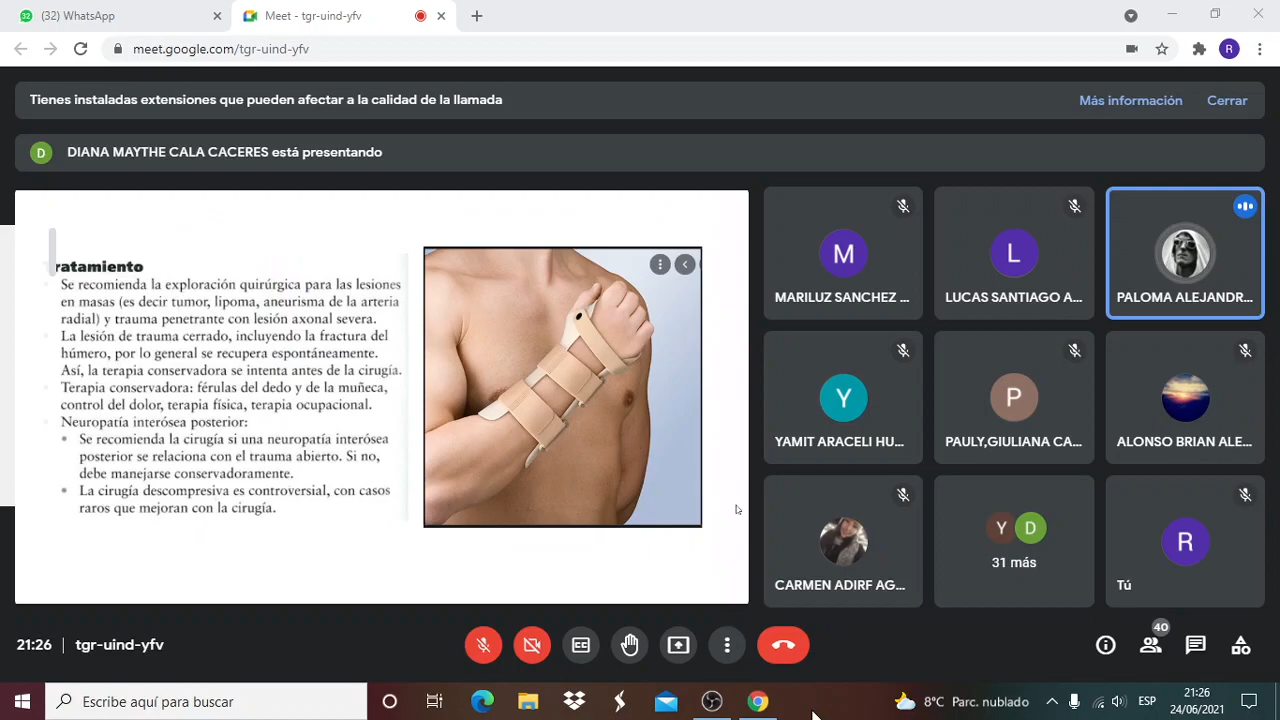 (32) WhatsApp
Meet - tgr-uind-yfv
meet.google.com/tgr-uind-yfv
R
Tienes instaladas extensiones que pueden afectar a la calidad de la llamada
Más información
Cerrar
D
DIANA MAYTHE CALA CACERES está presentando
ratamiento
Se recomienda la exploración quirúrgica para las lesiones
en masas (es decir tumor, lipoma, aneurisma de la arteria
radial) y trauma penetrante con lesión axonal severa.
La lesión de trauma cerrado, incluyendo la fractura del
húmero, por lo general se recupera espontáneamente.
Así, la terapia conservadora se intenta antes de la cirugía.
Terapia conservadora: férulas del dedo y de la muñeca,
control del dolor, terapia física, terapia ocupacional.
Neuropatía interósea posterior:
Se recomienda la cirugía si una neuropatía interósea
posterior se relaciona con el trauma abierto. Si no,
debe manejarse conservadoramente.
La cirugía descompresiva es controversial, con casos
raros que mejoran con la cirugía.
M
MARILUZ SANCHEZ ...
L
LUCAS SANTIAGO A...
PALOMA ALEJANDR...
Y
YAMIT ARACELI HU...
P
PAULY,GIULIANA CA...
ALONSO BRIAN ALE...
CARMEN ADIRF AG...
Y D
31 más
R
Tú
21:26
tgr-uind-yfv
40
Escribe aquí para buscar
8°C Parc. nublado
ESP
21:26
24/06/2021